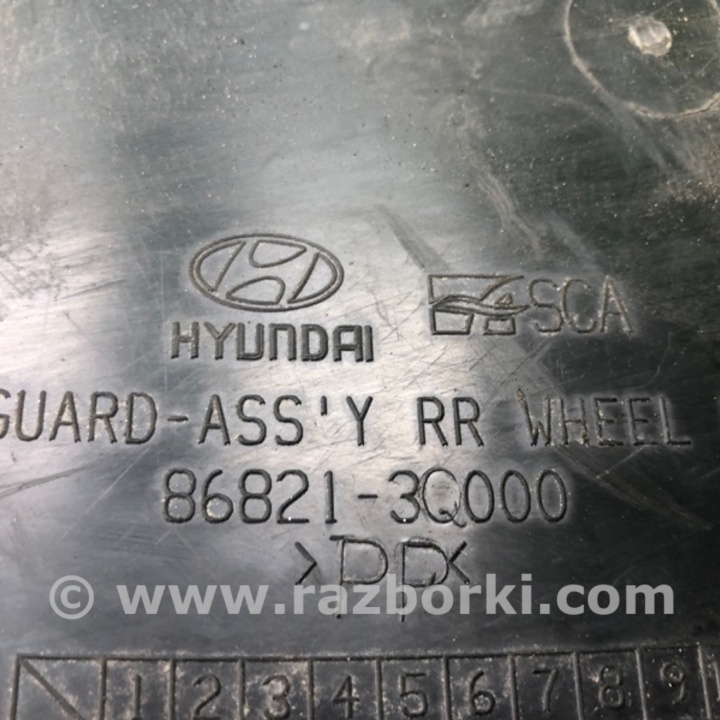 HYUNDAI
SCA
GUARD-ASS'Y RR WHEEL
86821-3Q000
>PP<
© www.razborki.com
1 2 3 4 5 6 7 8 9